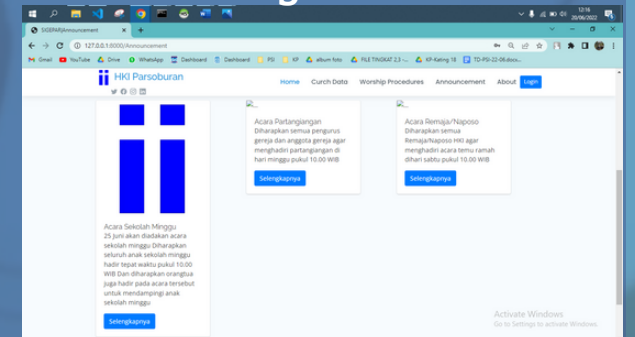 12:16
20/06/2022
SIGERHKP|Announcement
127.0.0.1:8000/Announcement
Gmail YouTube Drive WhatsApp Dashboard Dashboard PSI KP album foto FILE TINGKAT 2.3 -... KP-Kating 18 TD-PSI-22-06.docx...
HKI Parsoburan
Home Curch Data Worship Procedures Announcement About Login
Acara Sekolah Minggu
25 Juni akan diadakan acara
sekolah minggu Diharapkan
seluruh anak sekolah minggu
hadir tepat waktu pukul 10.00
WIB Dan diharapkan orangtua
juga hadir pada acara tersebut
untuk mendampingi anak
sekolah minggu
Selengkapnya
Acara Partangiangan
Diharapkan semua pengurus
gereja dan anggota gereja agar
menghadiri partangiangan di
hari minggu pukul 10.00 WIB
Selengkapnya
Acara Remaja/Naposo
Diharapkan semua
Remaja/Naposo HKI agar
menghadiri acara temu ramah
dihari sabtu pukul 10.00 WIB
Selengkapnya
Activate Windows
Go to Settings to activate Windows.